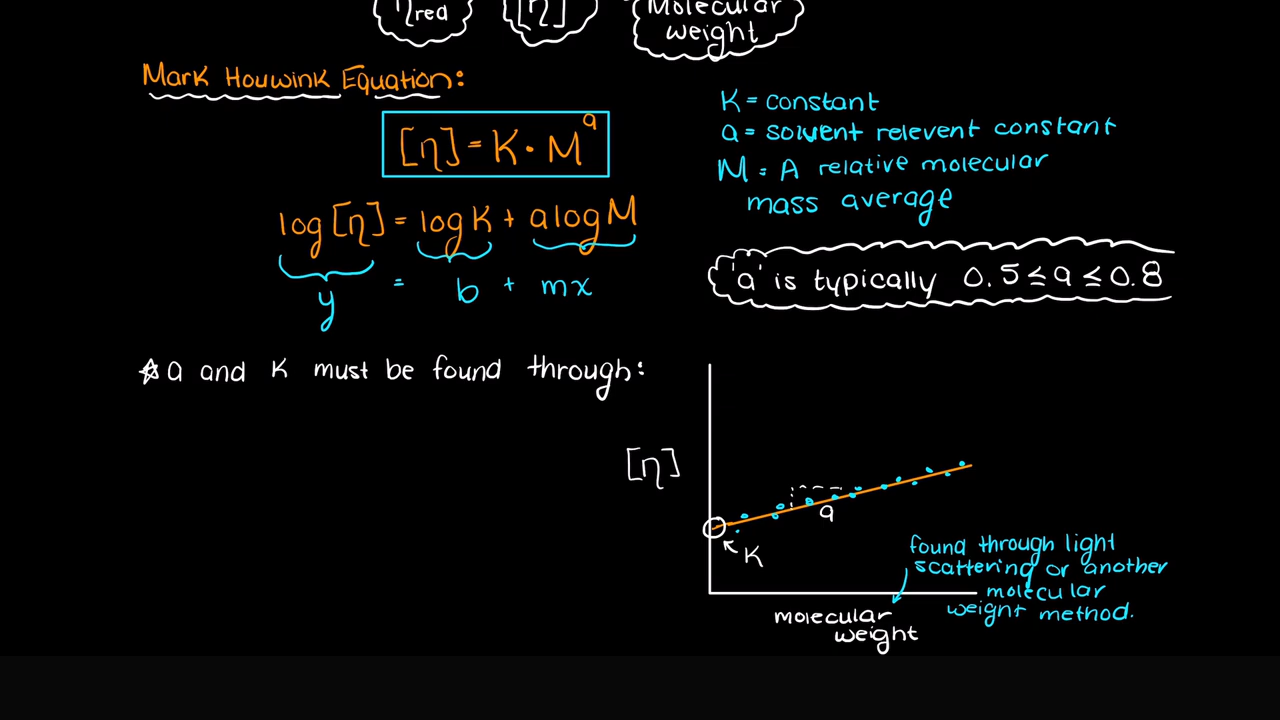 ηred
[η]
Molecular
weight
Mark Houwink Equation:
[η] = K · M^a
K = constant
a = solvent relevent constant
M = A relative molecular
mass average
log[η] = log K + a log M
y = b + mx
'a' is typically 0.5 ≤ a ≤ 0.8
☆ a and K must be found through:
[η]
a
K
found through light
scattering or another
molecular
weight method.
molecular
weight